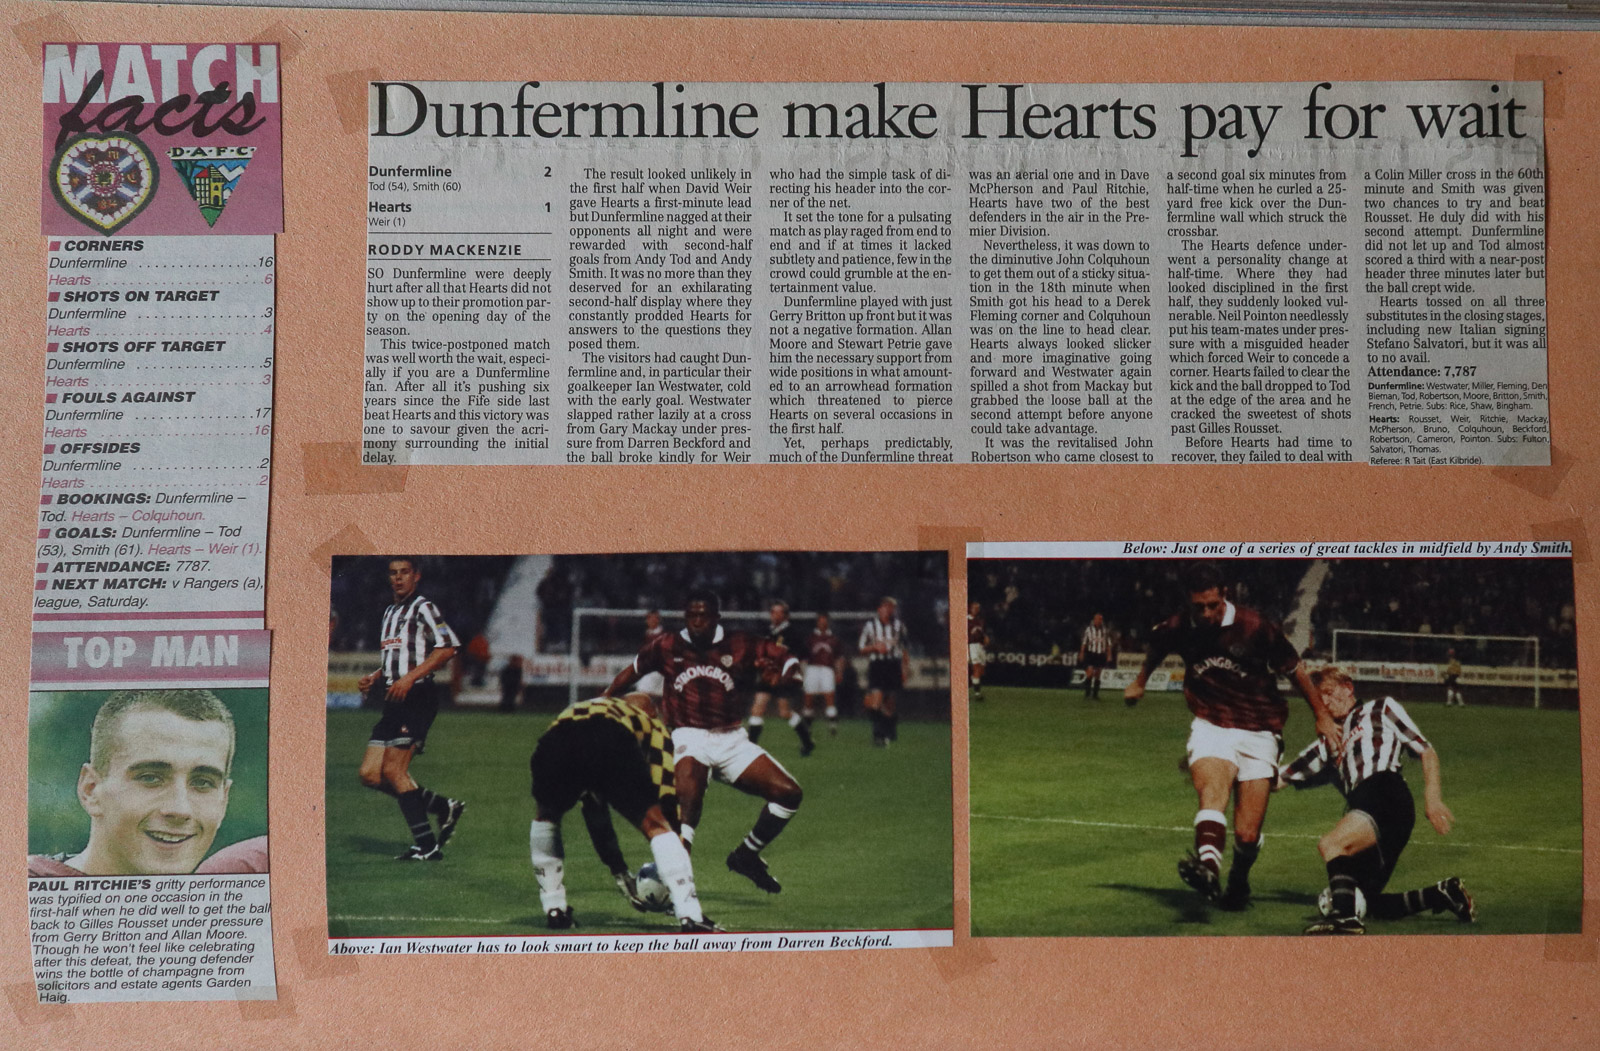 MATCH
facts
D.A.F.C.
■ CORNERS
Dunfermline ................16
Hearts .......................6
■ SHOTS ON TARGET
Dunfermline .................3
Hearts .......................4
■ SHOTS OFF TARGET
Dunfermline .................5
Hearts .......................3
■ FOULS AGAINST
Dunfermline ................17
Hearts ......................16
■ OFFSIDES
Dunfermline .................2
Hearts .......................2
■ BOOKINGS: Dunfermline –
Tod. Hearts – Colquhoun.
■ GOALS: Dunfermline – Tod
(53), Smith (61). Hearts – Weir (1).
■ ATTENDANCE: 7787.
■ NEXT MATCH: v Rangers (a),
league, Saturday.
TOP MAN
PAUL RITCHIE'S gritty performance
was typified on one occasion in the
first-half when he did well to get the ball
back to Gilles Rousset under pressure
from Gerry Britton and Allan Moore.
Though he won't feel like celebrating
after this defeat, the young defender
wins the bottle of champagne from
solicitors and estate agents Garden
Haig.
Dunfermline make Hearts pay for wait
Dunfermline 2
Tod (54), Smith (60)
Hearts 1
Weir (1)
RODDY MACKENZIE
SO Dunfermline were deeply
hurt after all that Hearts did not
show up to their promotion par-
ty on the opening day of the
season.
This twice-postponed match
was well worth the wait, especi-
ally if you are a Dunfermline
fan. After all it's pushing six
years since the Fife side last
beat Hearts and this victory was
one to savour given the acri-
mony surrounding the initial
delay.
The result looked unlikely in
the first half when David Weir
gave Hearts a first-minute lead
but Dunfermline nagged at their
opponents all night and were
rewarded with second-half
goals from Andy Tod and Andy
Smith. It was no more than they
deserved for an exhilarating
second-half display where they
constantly prodded Hearts for
answers to the questions they
posed them.
The visitors had caught Dun-
fermline and, in particular their
goalkeeper Ian Westwater, cold
with the early goal. Westwater
slapped rather lazily at a cross
from Gary Mackay under pres-
sure from Darren Beckford and
the ball broke kindly for Weir
who had the simple task of di-
recting his header into the cor-
ner of the net.
It set the tone for a pulsating
match as play raged from end to
end and if at times it lacked
subtlety and patience, few in the
crowd could grumble at the en-
tertainment value.
Dunfermline played with just
Gerry Britton up front but it was
not a negative formation. Allan
Moore and Stewart Petrie gave
him the necessary support from
wide positions in what amount-
ed to an arrowhead formation
which threatened to pierce
Hearts on several occasions in
the first half.
Yet, perhaps predictably,
much of the Dunfermline threat
was an aerial one and in Dave
McPherson and Paul Ritchie,
Hearts have two of the best
defenders in the air in the Pre-
mier Division.
Nevertheless, it was down to
the diminutive John Colquhoun
to get them out of a sticky situa-
tion in the 18th minute when
Smith got his head to a Derek
Fleming corner and Colquhoun
was on the line to head clear.
Hearts always looked slicker
and more imaginative going
forward and Westwater again
spilled a shot from Mackay but
grabbed the loose ball at the
second attempt before anyone
could take advantage.
It was the revitalised John
Robertson who came closest to
a second goal six minutes from
half-time when he curled a 25-
yard free kick over the Dun-
fermline wall which struck the
crossbar.
The Hearts defence under-
went a personality change at
half-time. Where they had
looked disciplined in the first
half, they suddenly looked vul-
nerable. Neil Pointon needlessly
put his team-mates under pres-
sure with a misguided header
which forced Weir to concede a
corner. Hearts failed to clear the
kick and the ball dropped to Tod
at the edge of the area and he
cracked the sweetest of shots
past Gilles Rousset.
Before Hearts had time to
recover, they failed to deal with
a Colin Miller cross in the 60th
minute and Smith was given
two chances to try and beat
Rousset. He duly did with his
second attempt. Dunfermline
did not let up and Tod almost
scored a third with a near-post
header three minutes later but
the ball crept wide.
Hearts tossed on all three
substitutes in the closing stages,
including new Italian signing
Stefano Salvatori, but it was all
to no avail.
Attendance: 7,787
Dunfermline: Westwater, Miller, Fleming, Den
Bieman, Tod, Robertson, Moore, Britton, Smith,
French, Petrie. Subs: Rice, Shaw, Bingham.
Hearts: Rousset, Weir, Ritchie, Mackay,
McPherson, Bruno, Colquhoun, Beckford,
Robertson, Cameron, Pointon. Subs: Fulton,
Salvatori, Thomas.
Referee: R Tait (East Kilbride).
STRONGBOW
Above: Ian Westwater has to look smart to keep the ball away from Darren Beckford.
Below: Just one of a series of great tackles in midfield by Andy Smith.
le coq sportif
landmark